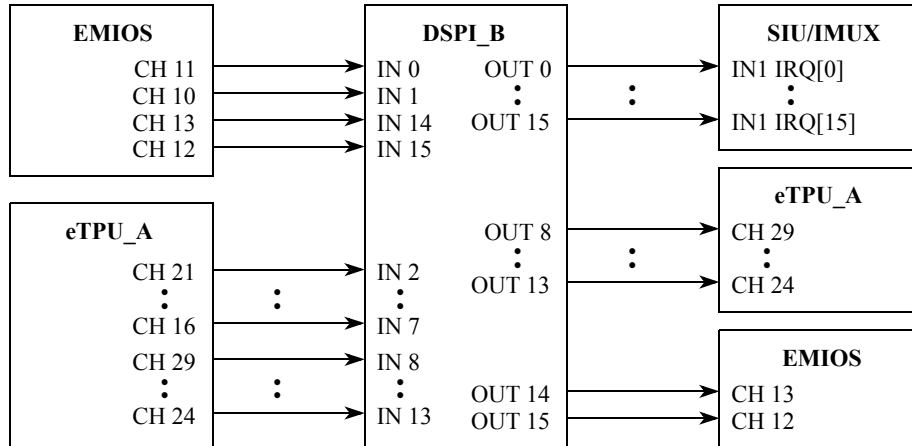 EMIOS
CH 11
CH 10
CH 13
CH 12
eTPU_A
CH 21
CH 16
CH 29
CH 24
DSPI_B
IN 0
IN 1
IN 14
IN 15
IN 2
IN 7
IN 8
IN 13
OUT 0
OUT 15
OUT 8
OUT 13
OUT 14
OUT 15
SIU/IMUX
IN1 IRQ[0]
IN1 IRQ[15]
eTPU_A
CH 29
CH 24
EMIOS
CH 13
CH 12